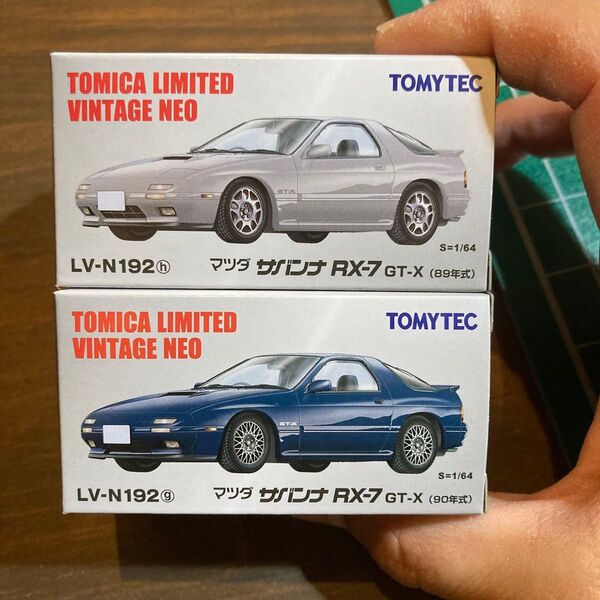 TOMICA LIMITED
VINTAGE NEO
TOMYTEC
GT-X
S=1/64
LV-N192ⓗ マツダ サバンナ RX-7 GT-X (89年式)
TOMICA LIMITED
VINTAGE NEO
TOMYTEC
GT-X
S=1/64
LV-N192ⓖ マツダ サバンナ RX-7 GT-X (90年式)